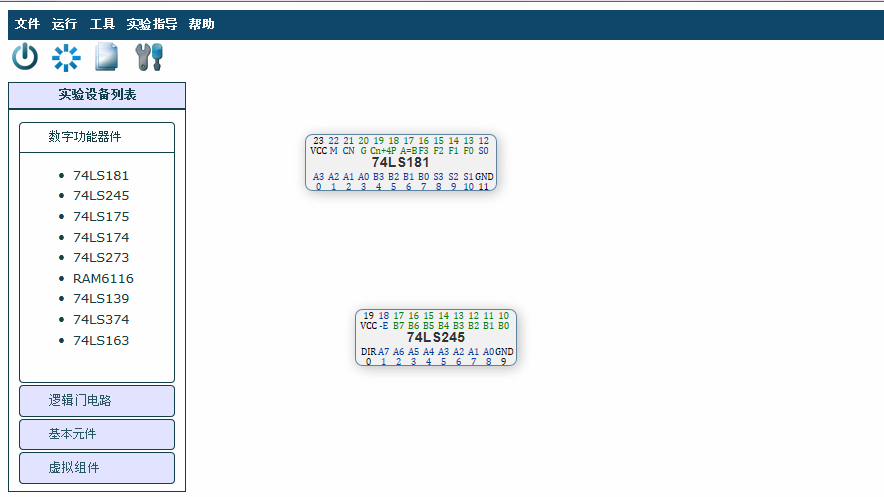 文件 运行 工具 实验指导 帮助
实验设备列表
数字功能器件
74LS181
74LS245
74LS175
74LS174
74LS273
RAM6116
74LS139
74LS374
74LS163
逻辑门电路
基本元件
虚拟组件
23 22 21 20 19 18 17 16 15 14 13 12
VCC M CN G Cn+4P A=B F3 F2 F1 F0 S0
74LS181
A3 A2 A1 A0 B3 B2 B1 B0 S3 S2 S1 GND
0 1 2 3 4 5 6 7 8 9 10 11
19 18 17 16 15 14 13 12 11 10
VCC -E B7 B6 B5 B4 B3 B2 B1 B0
74LS245
DIR A7 A6 A5 A4 A3 A2 A1 A0 GND
0 1 2 3 4 5 6 7 8 9